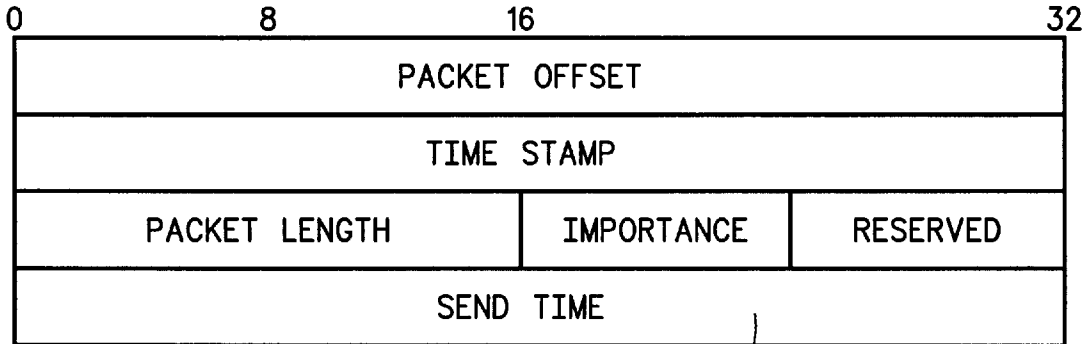 0 8 16 32
PACKET OFFSET
TIME STAMP
PACKET LENGTH IMPORTANCE RESERVED
SEND TIME